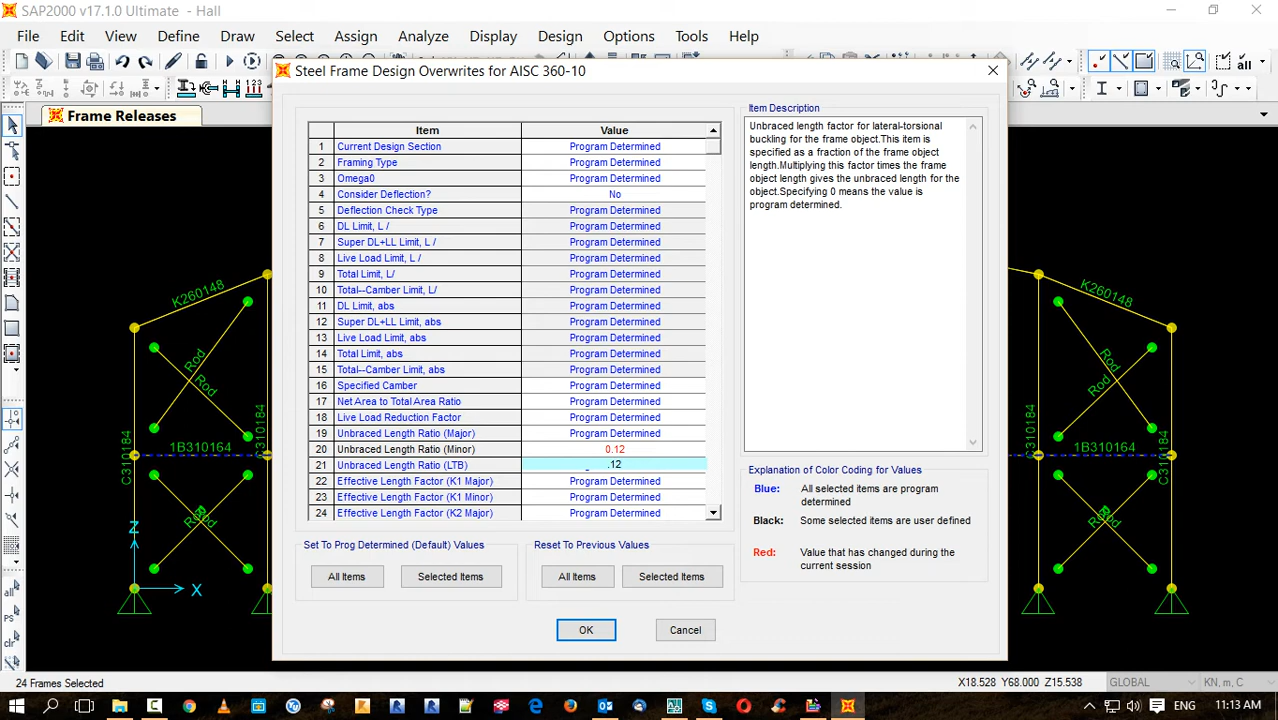 SAP2000 v17.1.0 Ultimate - Hall
File Edit View Define Draw Select Assign Analyze Display Design Options Tools Help
Steel Frame Design Overwrites for AISC 360-10
all
Frame Releases
Item Value
1 Current Design Section Program Determined
2 Framing Type Program Determined
3 Omega0 Program Determined
4 Consider Deflection? No
5 Deflection Check Type Program Determined
6 DL Limit, L / Program Determined
7 Super DL+LL Limit, L / Program Determined
8 Live Load Limit, L / Program Determined
9 Total Limit, L/ Program Determined
10 Total--Camber Limit, L/ Program Determined
11 DL Limit, abs Program Determined
12 Super DL+LL Limit, abs Program Determined
13 Live Load Limit, abs Program Determined
14 Total Limit, abs Program Determined
15 Total--Camber Limit, abs Program Determined
16 Specified Camber Program Determined
17 Net Area to Total Area Ratio Program Determined
18 Live Load Reduction Factor Program Determined
19 Unbraced Length Ratio (Major) Program Determined
20 Unbraced Length Ratio (Minor) 0.12
21 Unbraced Length Ratio (LTB) .12
22 Effective Length Factor (K1 Major) Program Determined
23 Effective Length Factor (K1 Minor) Program Determined
24 Effective Length Factor (K2 Major) Program Determined
Item Description
Unbraced length factor for lateral-torsional
buckling for the frame object.This item is
specified as a fraction of the frame object
length.Multiplying this factor times the frame
object length gives the unbraced length for the
object.Specifying 0 means the value is
program determined.
Explanation of Color Coding for Values
Blue: All selected items are program
determined
Black: Some selected items are user defined
Red: Value that has changed during the
current session
Set To Prog Determined (Default) Values
All Items Selected Items
Reset To Previous Values
All Items Selected Items
OK Cancel
K260148
Rod
Rod
C310184
1B310164
C310184
Rod
Rod
Z
X
K260148
Rod
Rod
C310184
1B310164
C310184
Rod
Rod
all
PS
clr
24 Frames Selected
X18.528 Y68.000 Z15.538
GLOBAL
KN, m, C
ENG
11:13 AM